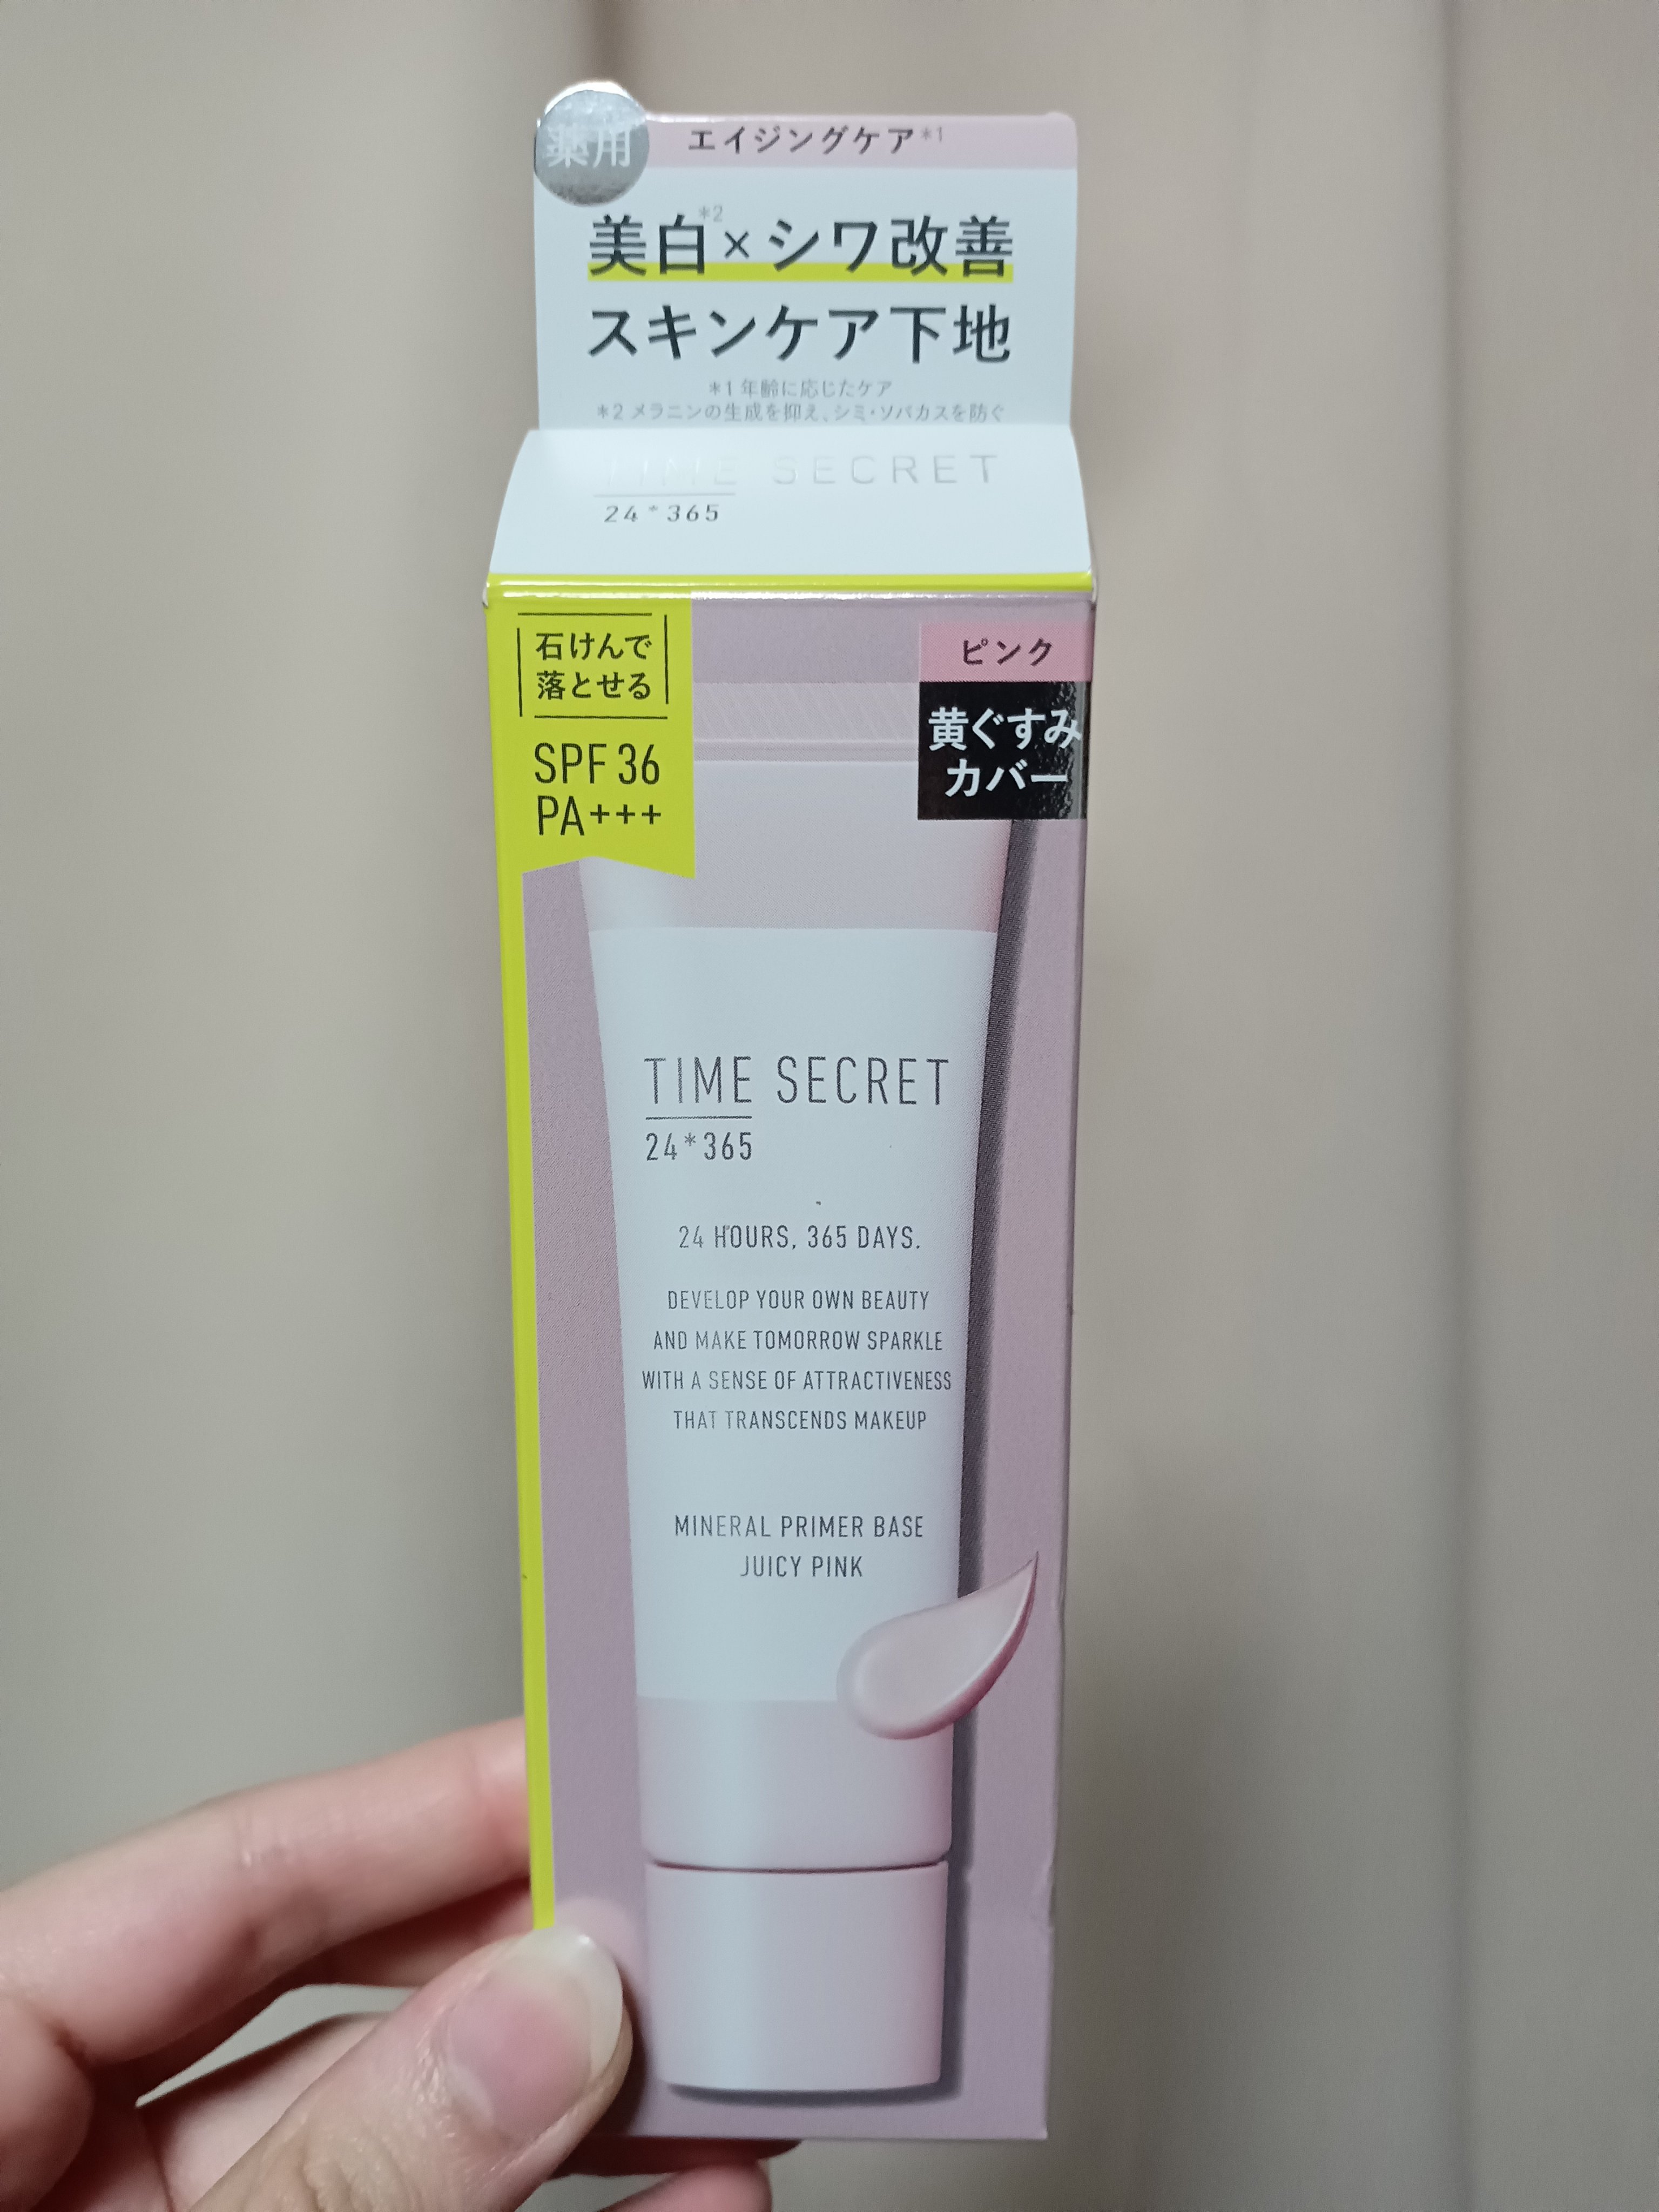 薬用
エイジングケア*1
美白*2×シワ改善
スキンケア下地
*1 年齢に応じたケア
*2 メラニンの生成を抑え、シミ・ソバカスを防ぐ
TIME SECRET
24*365
石けんで
落とせる
SPF 36
PA+++
ピンク
黄ぐすみ
カバー
TIME SECRET
24*365
24 HOURS, 365 DAYS.
DEVELOP YOUR OWN BEAUTY
AND MAKE TOMORROW SPARKLE
WITH A SENSE OF ATTRACTIVENESS
THAT TRANSCENDS MAKEUP
MINERAL PRIMER BASE
JUICY PINK